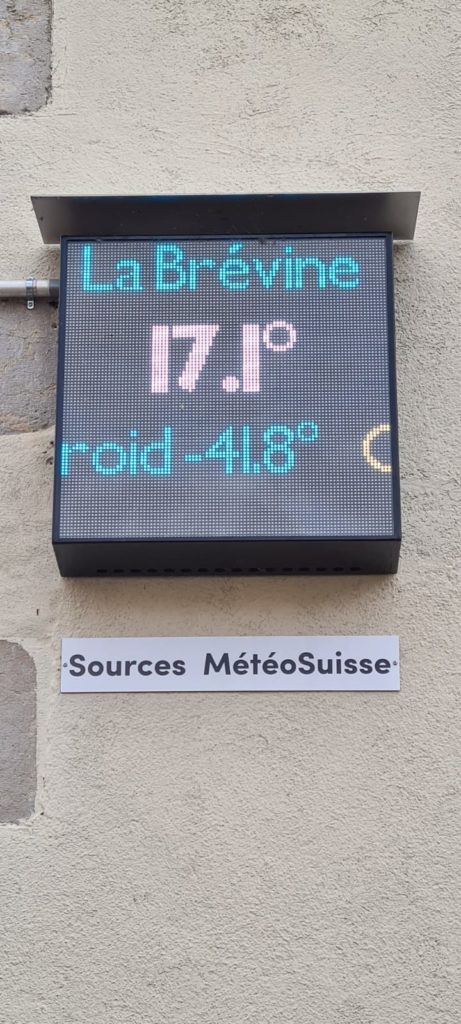 La Brévine
17.1°
roid -41.8°
Sources MétéoSuisse